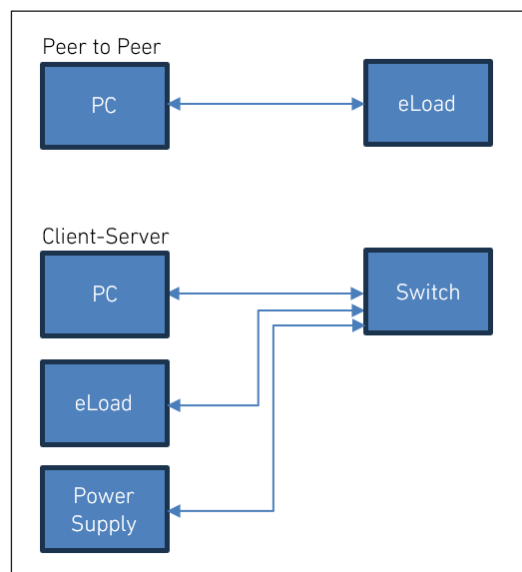 Peer to Peer
PC
eLoad
Client-Server
PC
Switch
eLoad
Power
Supply